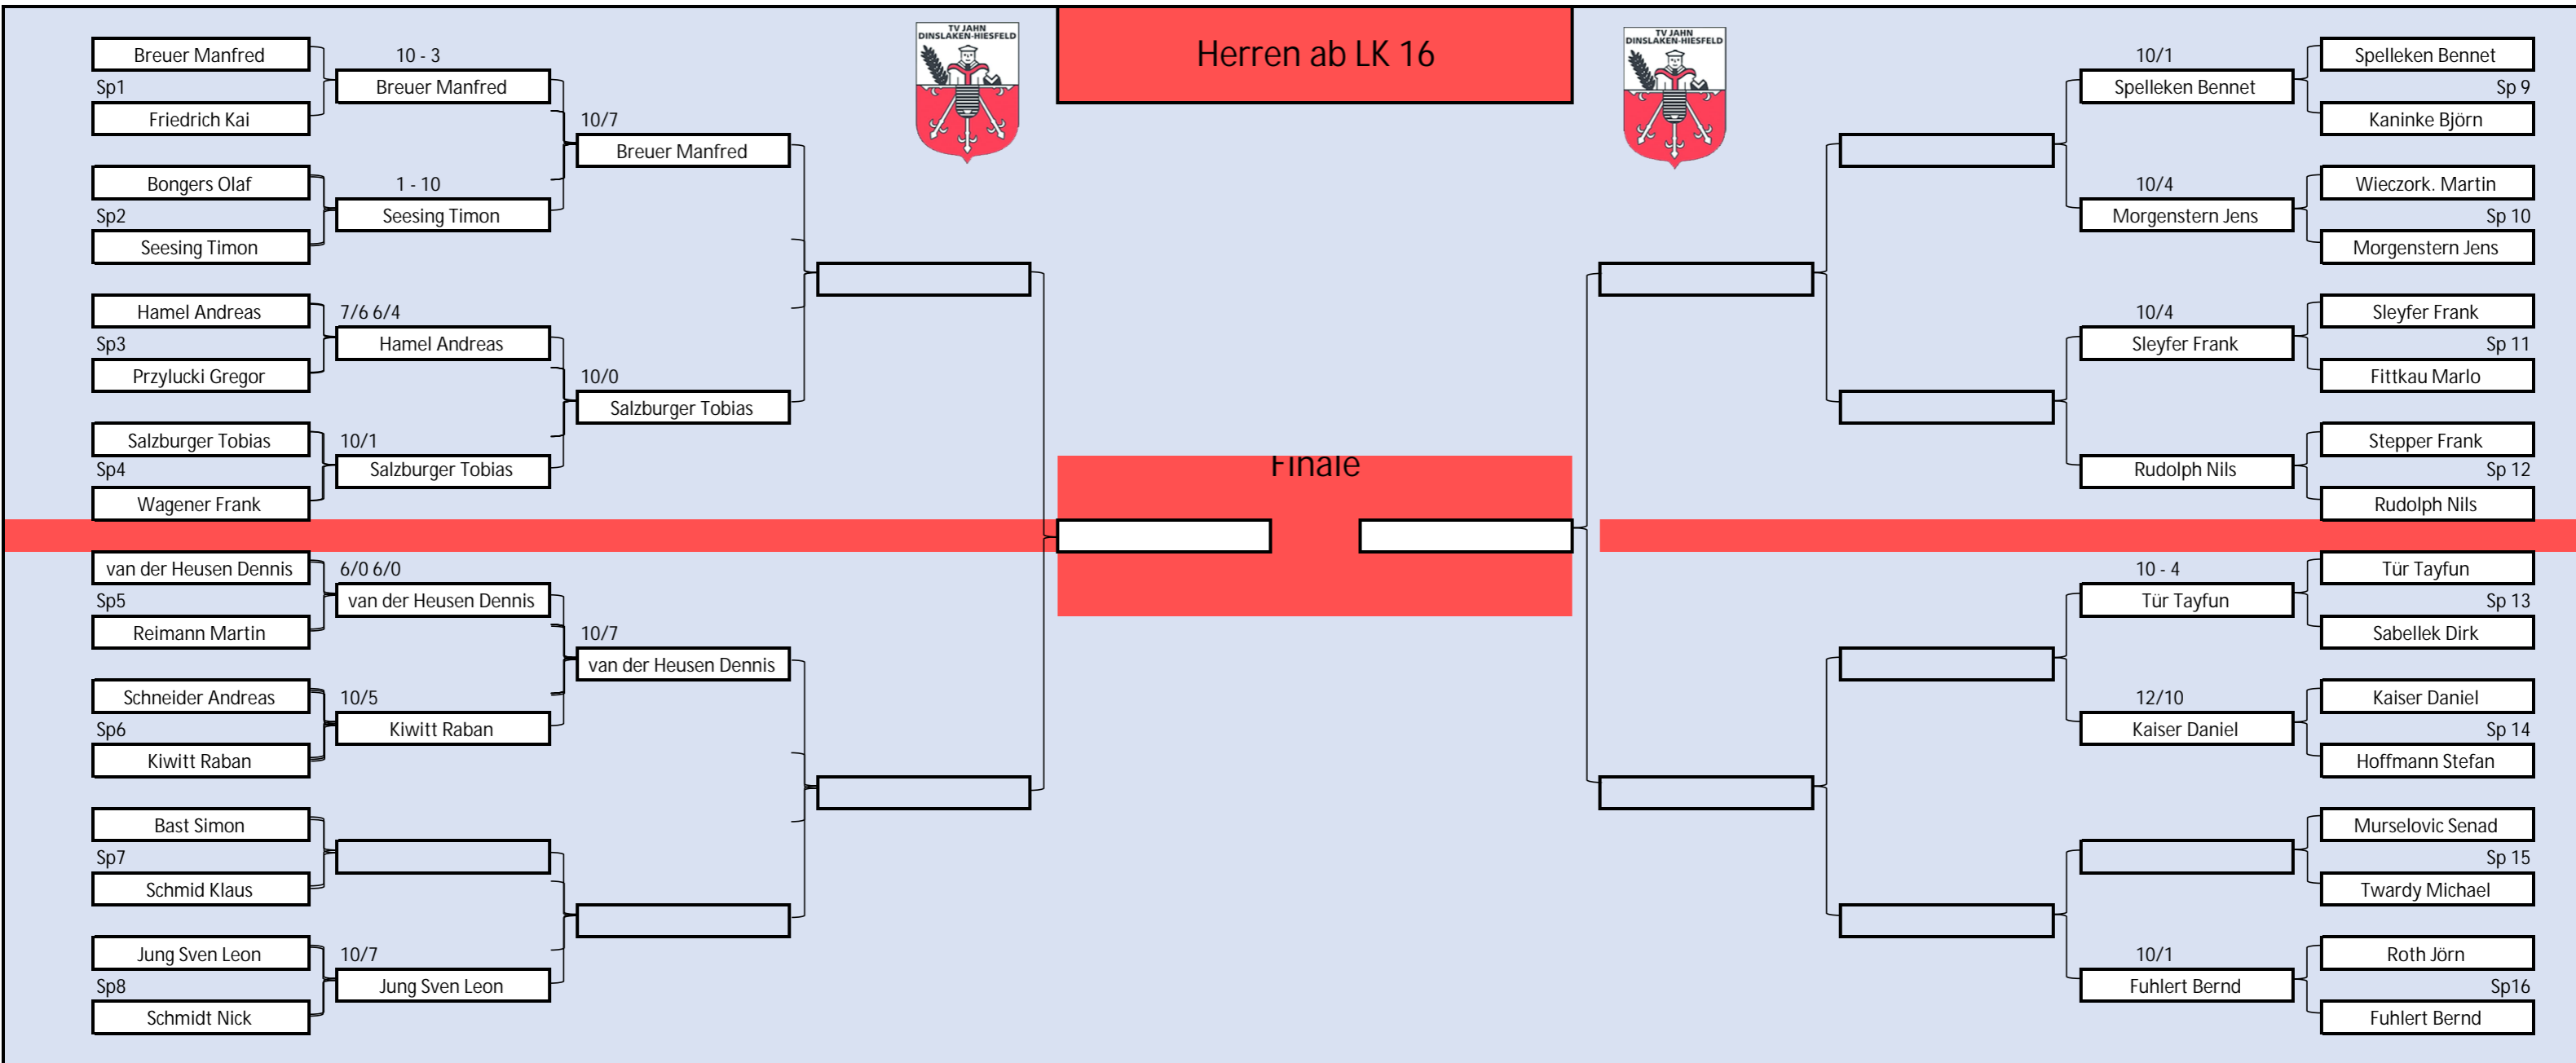 Herren ab LK 16
TV JAHN
DINSLAKEN-HIESFELD
TV JAHN
DINSLAKEN-HIESFELD
Breuer Manfred
Sp1
Friedrich Kai
10 - 3
Breuer Manfred
Bongers Olaf
Sp2
Seesing Timon
1 - 10
Seesing Timon
10/7
Breuer Manfred
Hamel Andreas
Sp3
Przylucki Gregor
7/6 6/4
Hamel Andreas
Salzburger Tobias
Sp4
Wagener Frank
10/1
Salzburger Tobias
10/0
Salzburger Tobias
van der Heusen Dennis
Sp5
Reimann Martin
6/0 6/0
van der Heusen Dennis
Schneider Andreas
Sp6
Kiwitt Raban
10/5
Kiwitt Raban
10/7
van der Heusen Dennis
Bast Simon
Sp7
Schmid Klaus
Jung Sven Leon
Sp8
Schmidt Nick
10/7
Jung Sven Leon
Finale
10/1
Spelleken Bennet
Spelleken Bennet
Sp 9
Kaninke Björn
10/4
Morgenstern Jens
Wieczork. Martin
Sp 10
Morgenstern Jens
10/4
Sleyfer Frank
Sleyfer Frank
Sp 11
Fittkau Marlo
Rudolph Nils
Stepper Frank
Sp 12
Rudolph Nils
10 - 4
Tür Tayfun
Tür Tayfun
Sp 13
Sabellek Dirk
12/10
Kaiser Daniel
Kaiser Daniel
Sp 14
Hoffmann Stefan
Murselovic Senad
Sp 15
Twardy Michael
10/1
Fuhlert Bernd
Roth Jörn
Sp16
Fuhlert Bernd